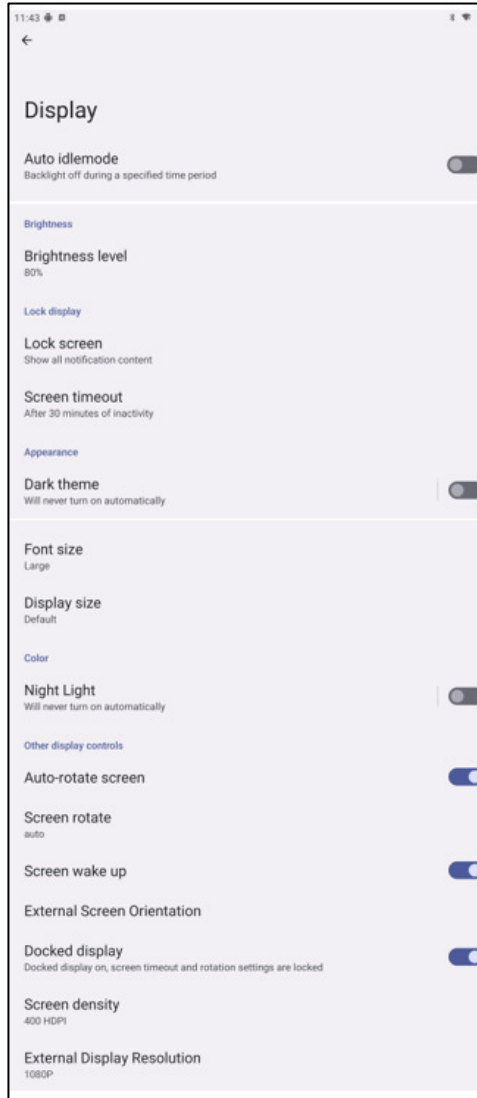 11:43
Display
Auto idlemode
Backlight off during a specified time period
Brightness
Brightness level
80%
Lock display
Lock screen
Show all notification content
Screen timeout
After 30 minutes of inactivity
Appearance
Dark theme
Will never turn on automatically
Font size
Large
Display size
Default
Color
Night Light
Will never turn on automatically
Other display controls
Auto-rotate screen
Screen rotate
auto
Screen wake up
External Screen Orientation
Docked display
Docked display on, screen timeout and rotation settings are locked
Screen density
400 HDPI
External Display Resolution
1080P